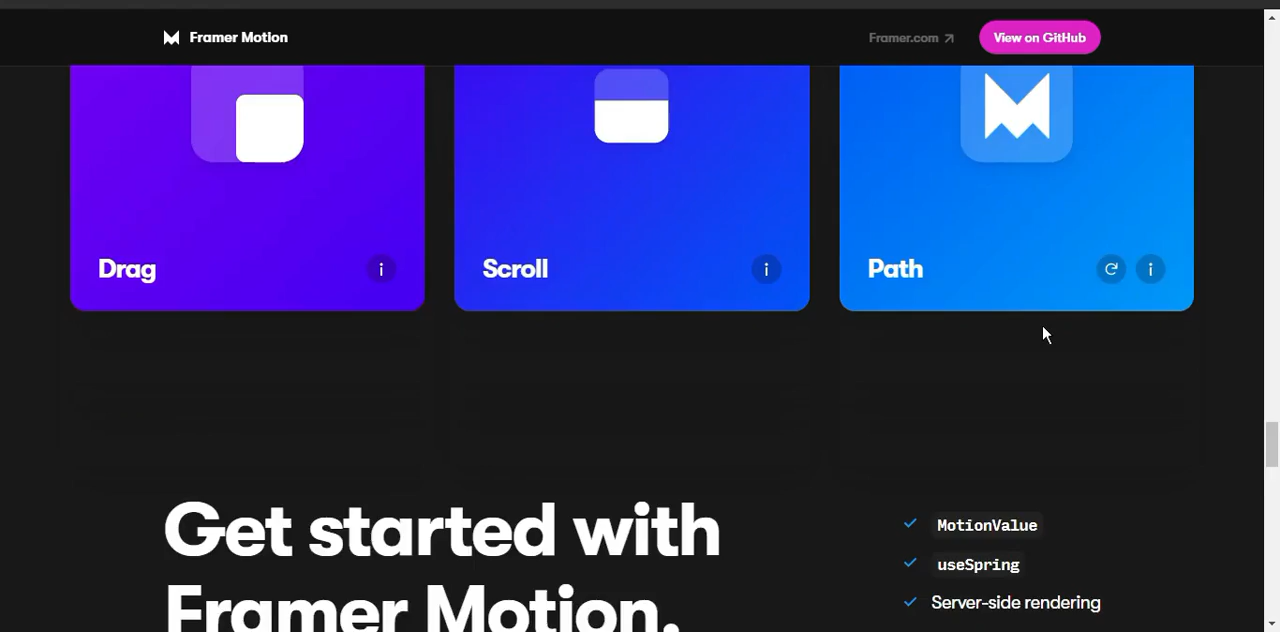 Framer Motion
Framer.com ↗
View on GitHub
Drag
Scroll
Path
Get started with
Framer Motion.
MotionValue
useSpring
Server-side rendering